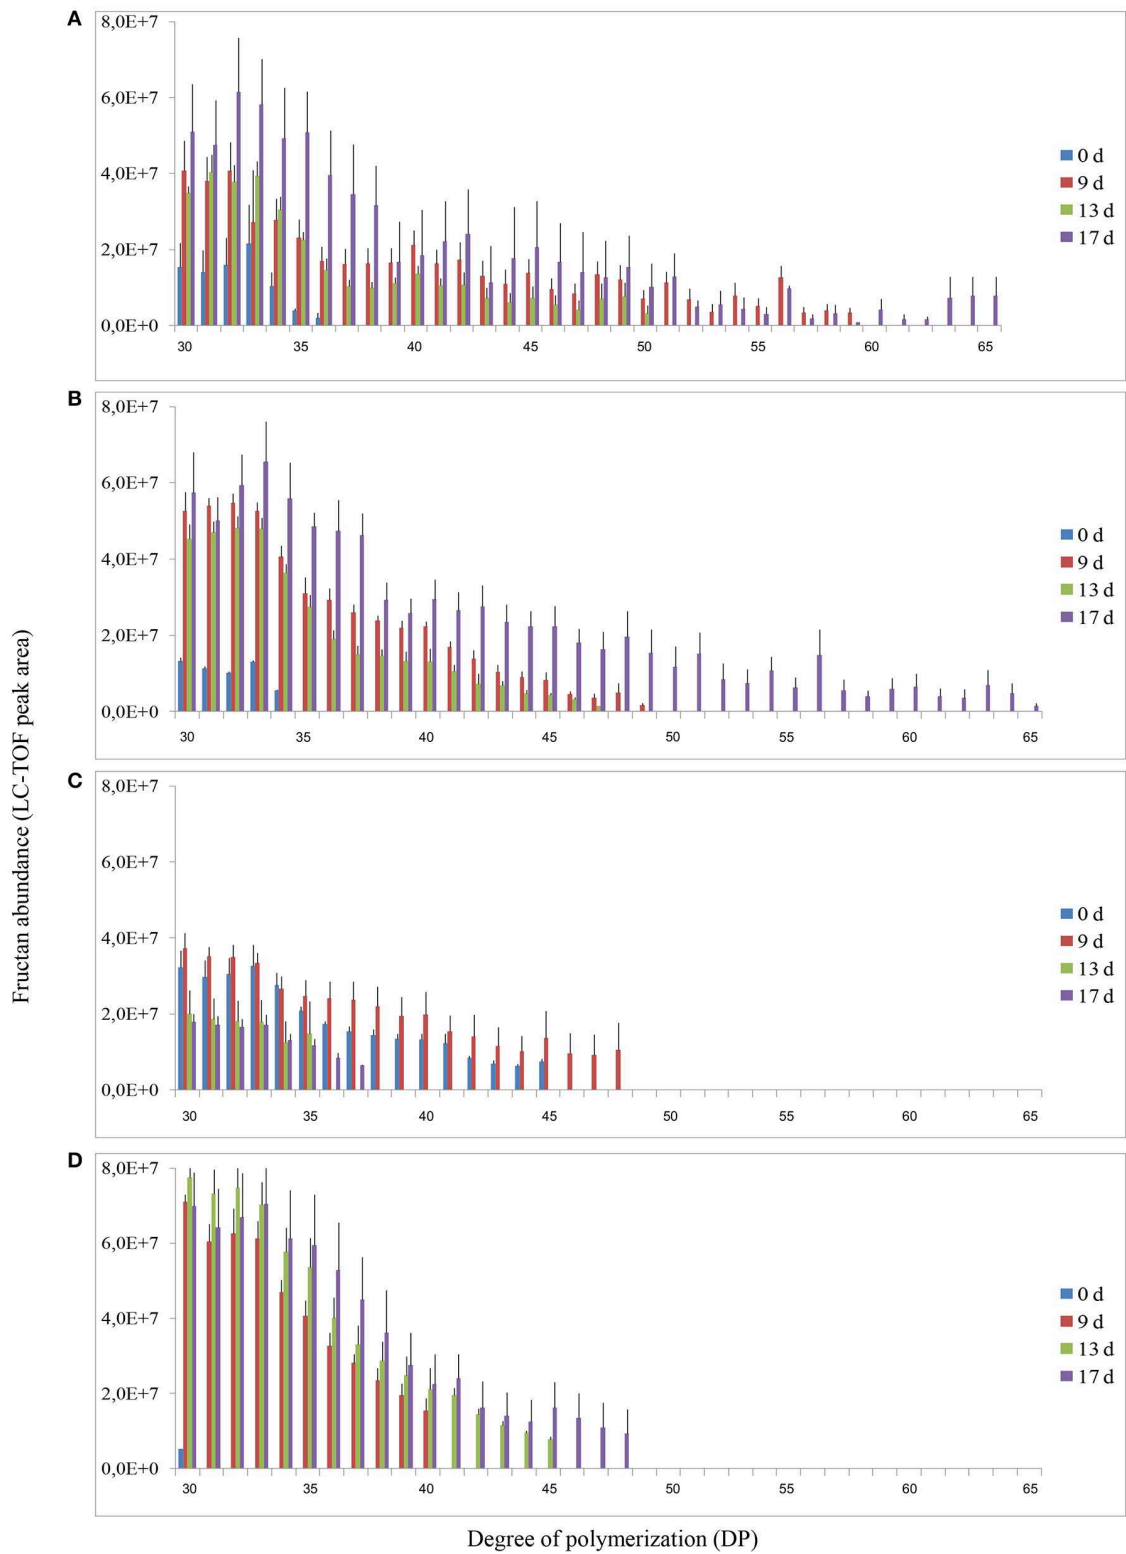 A
8,0E+7
6,0E+7
4,0E+7
2,0E+7
0,0E+0
30 35 40 45 50 55 60 65
0 d
9 d
13 d
17 d
B
8,0E+7
6,0E+7
4,0E+7
2,0E+7
0,0E+0
30 35 40 45 50 55 60 65
0 d
9 d
13 d
17 d
Fructan abundance (LC-TOF peak area)
C
8,0E+7
6,0E+7
4,0E+7
2,0E+7
0,0E+0
30 35 40 45 50 55 60 65
0 d
9 d
13 d
17 d
D
8,0E+7
6,0E+7
4,0E+7
2,0E+7
0,0E+0
30 35 40 45 50 55 60 65
0 d
9 d
13 d
17 d
Degree of polymerization (DP)